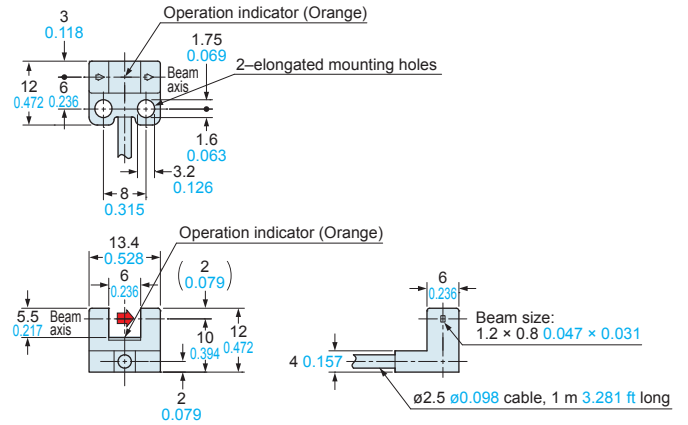 Operation indicator (Orange)
3
0.118
1.75
0.069
2–elongated mounting holes
Beam
axis
12
0.472
6
0.236
1.6
0.063
3.2
0.126
8
0.315
Operation indicator (Orange)
13.4
0.528
6
0.236
( 2 )
0.079
5.5
0.217
Beam
axis
10
0.394
12
0.472
2
0.079
6
0.236
Beam size:
1.2 × 0.8 0.047 × 0.031
4 0.157
ø2.5 ø0.098 cable, 1 m 3.281 ft long